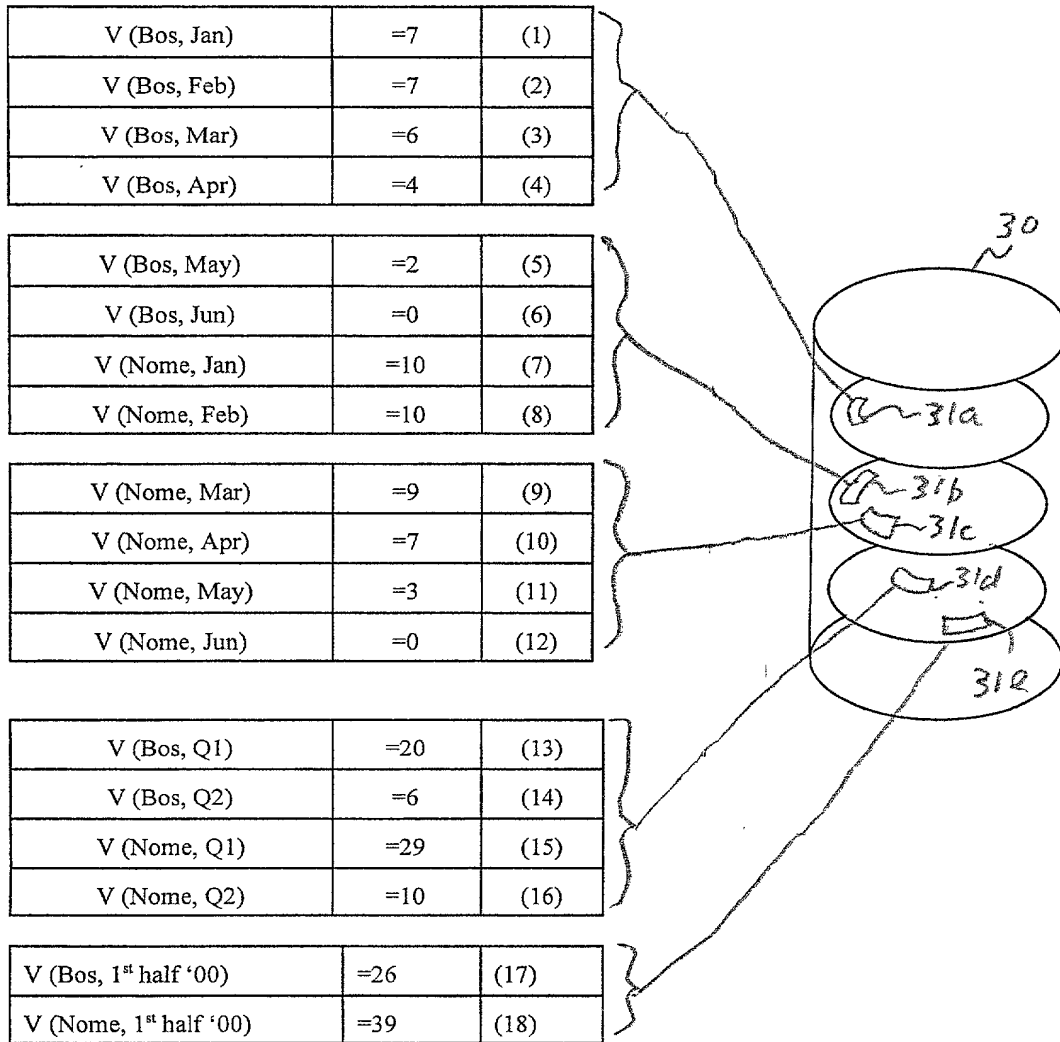 V (Bos, Jan) =7 (1)
V (Bos, Feb) =7 (2)
V (Bos, Mar) =6 (3)
V (Bos, Apr) =4 (4)
V (Bos, May) =2 (5)
V (Bos, Jun) =0 (6)
V (Nome, Jan) =10 (7)
V (Nome, Feb) =10 (8)
V (Nome, Mar) =9 (9)
V (Nome, Apr) =7 (10)
V (Nome, May) =3 (11)
V (Nome, Jun) =0 (12)
V (Bos, Q1) =20 (13)
V (Bos, Q2) =6 (14)
V (Nome, Q1) =29 (15)
V (Nome, Q2) =10 (16)
V (Bos, 1st half ‘00) =26 (17)
V (Nome, 1st half ‘00) =39 (18)
30
31a
31b
31c
31d
31e